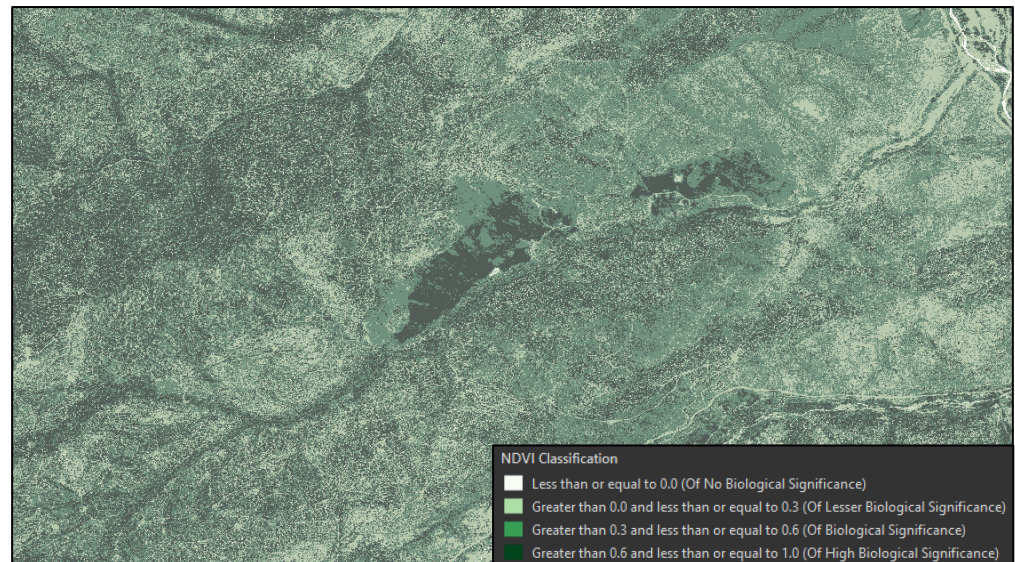 NDVI Classification
Less than or equal to 0.0 (Of No Biological Significance)
Greater than 0.0 and less than or equal to 0.3 (Of Lesser Biological Significance)
Greater than 0.3 and less than or equal to 0.6 (Of Biological Significance)
Greater than 0.6 and less than or equal to 1.0 (Of High Biological Significance)